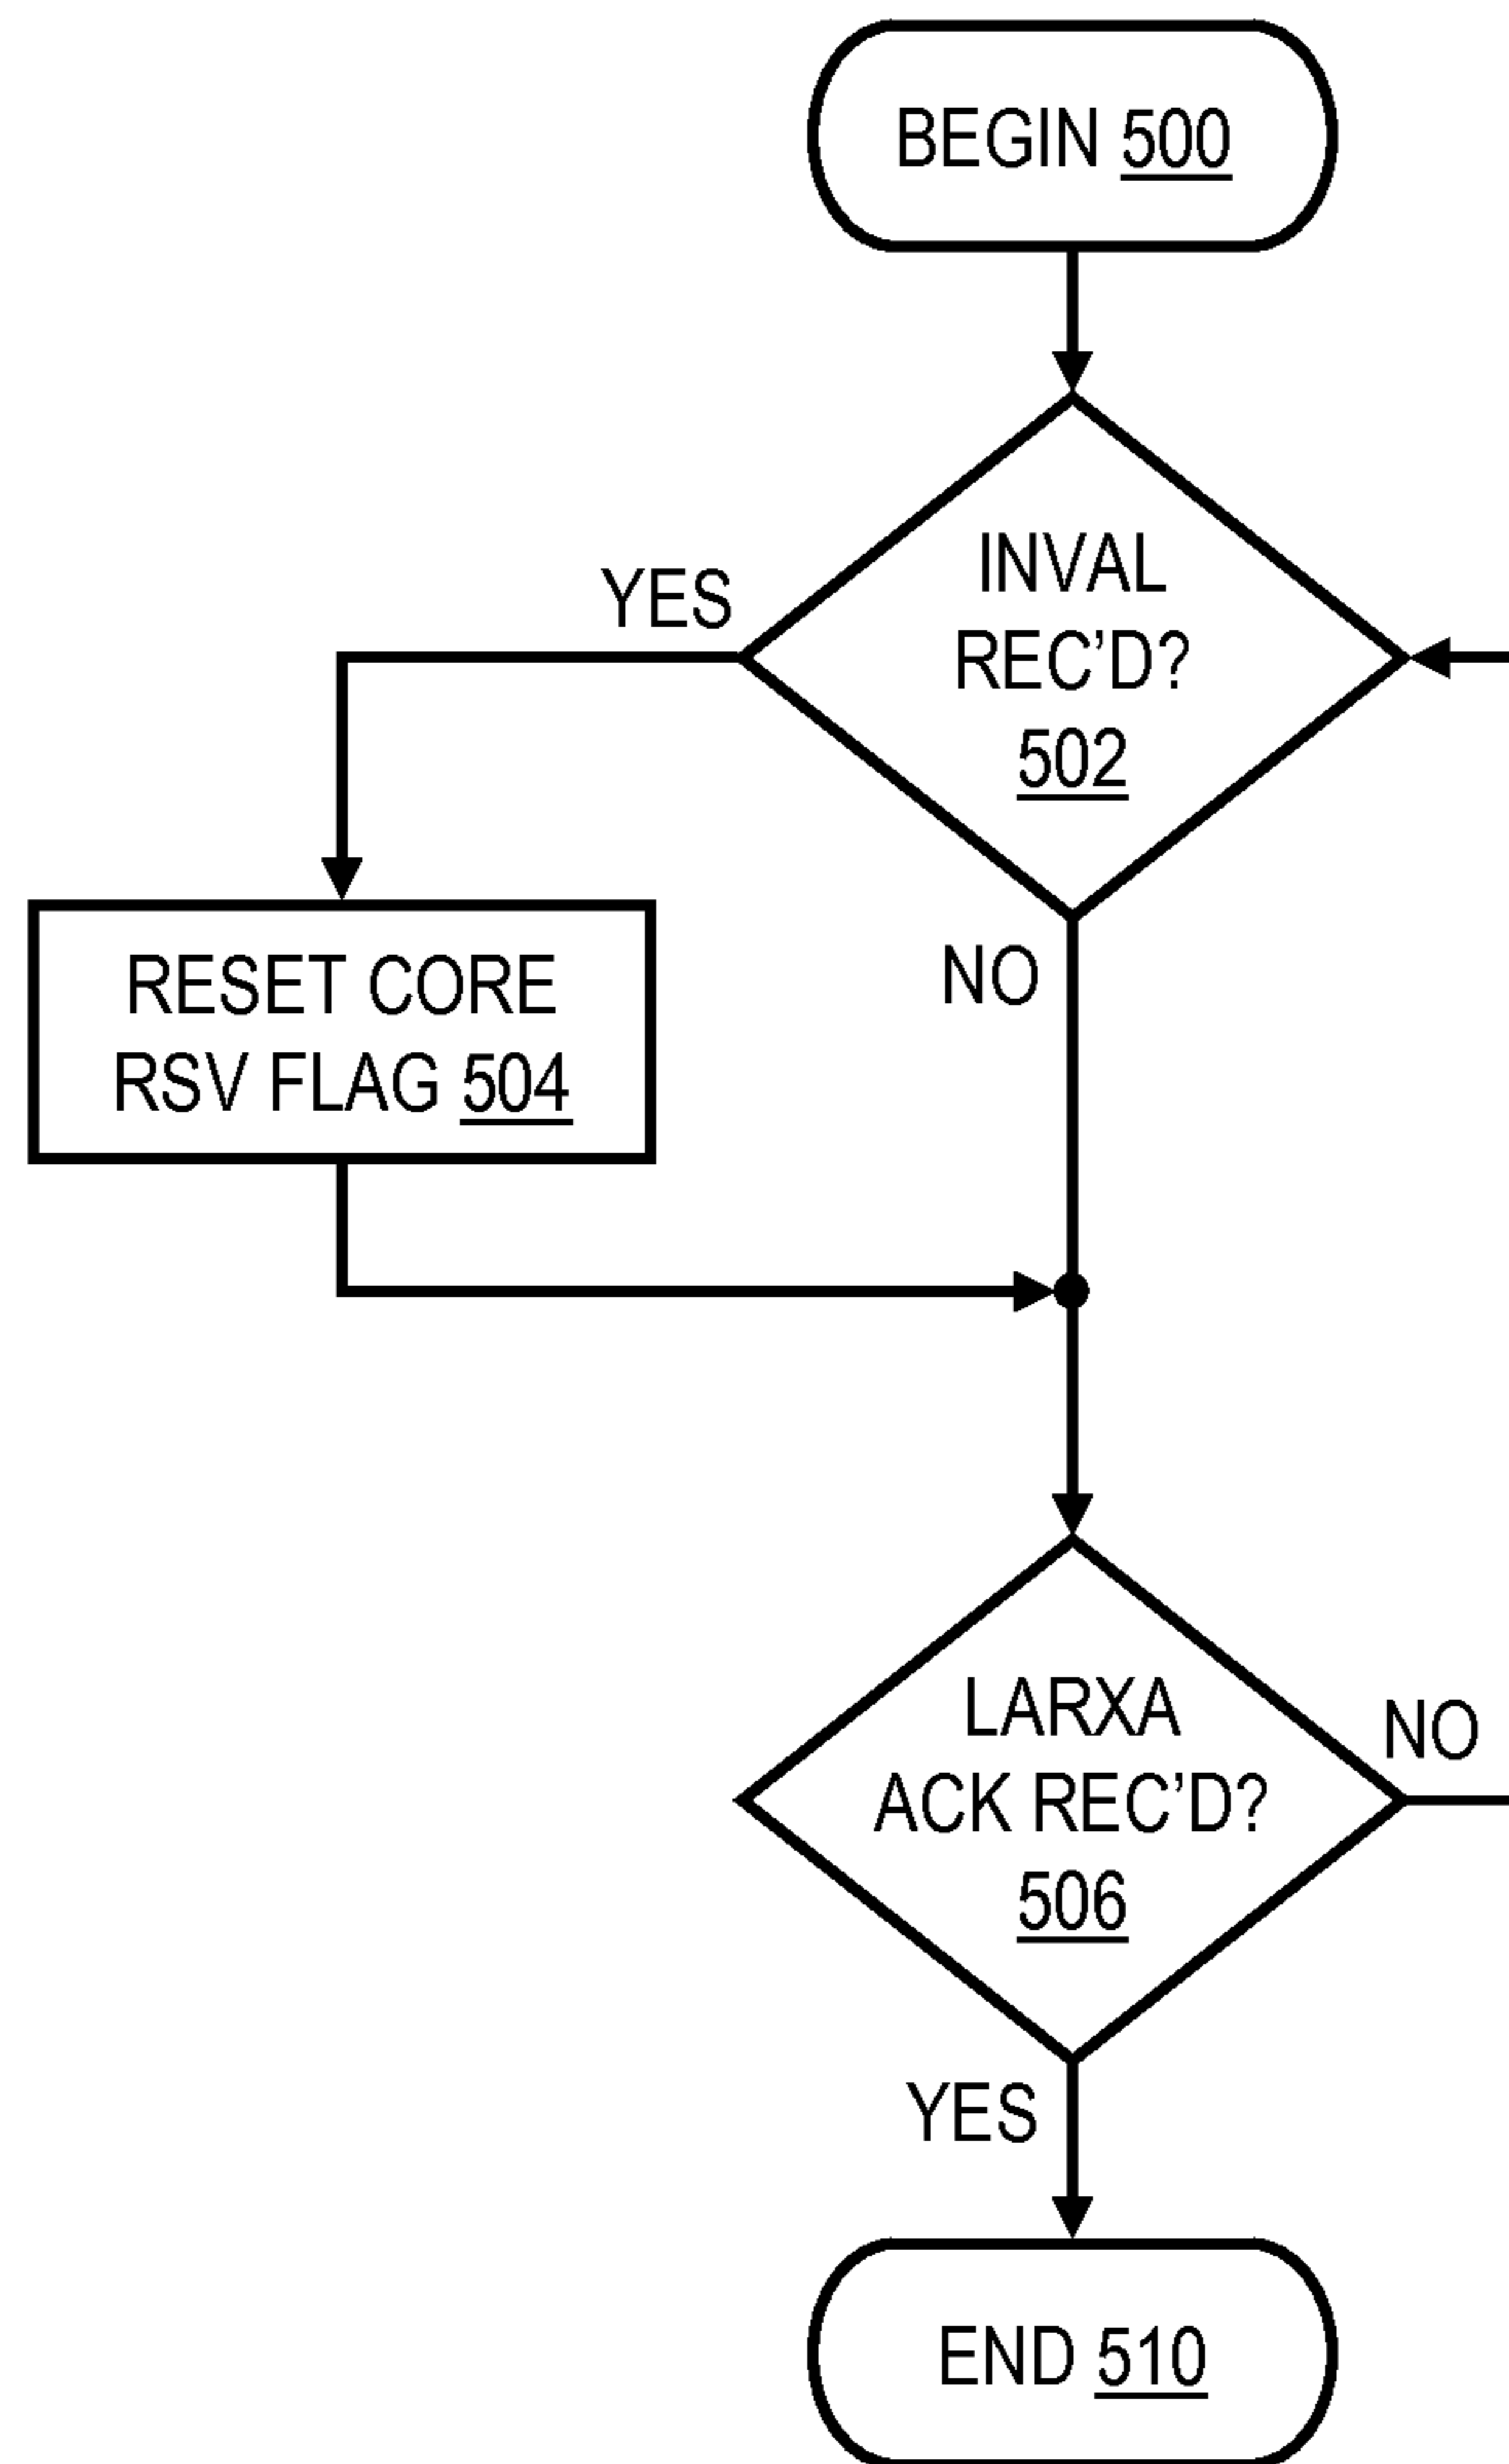 BEGIN 500
INVAL
REC'D?
502
YES
NO
RESET CORE
RSV FLAG 504
LARXA
ACK REC'D?
506
NO
YES
END 510